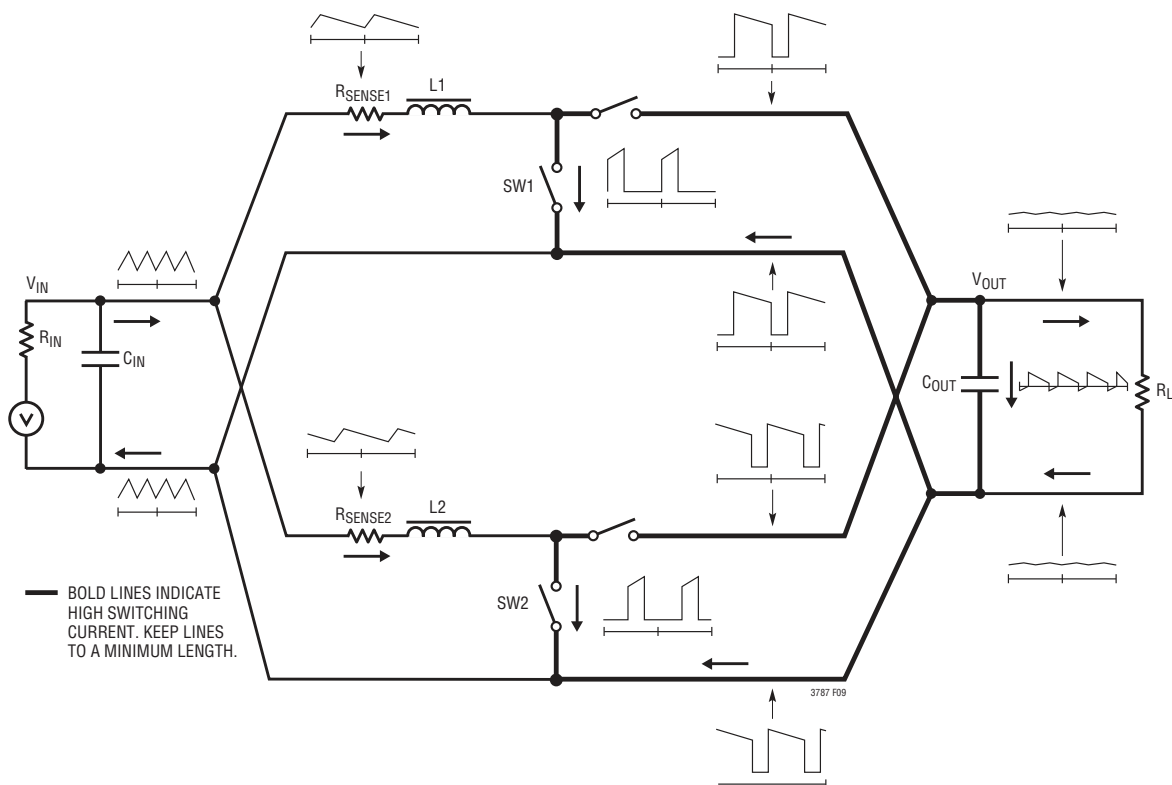 RSENSE1
L1
SW1
VIN
RIN
CIN
V
VOUT
COUT
RL
RSENSE2
L2
SW2
BOLD LINES INDICATE
HIGH SWITCHING
CURRENT. KEEP LINES
TO A MINIMUM LENGTH.
3787 F09